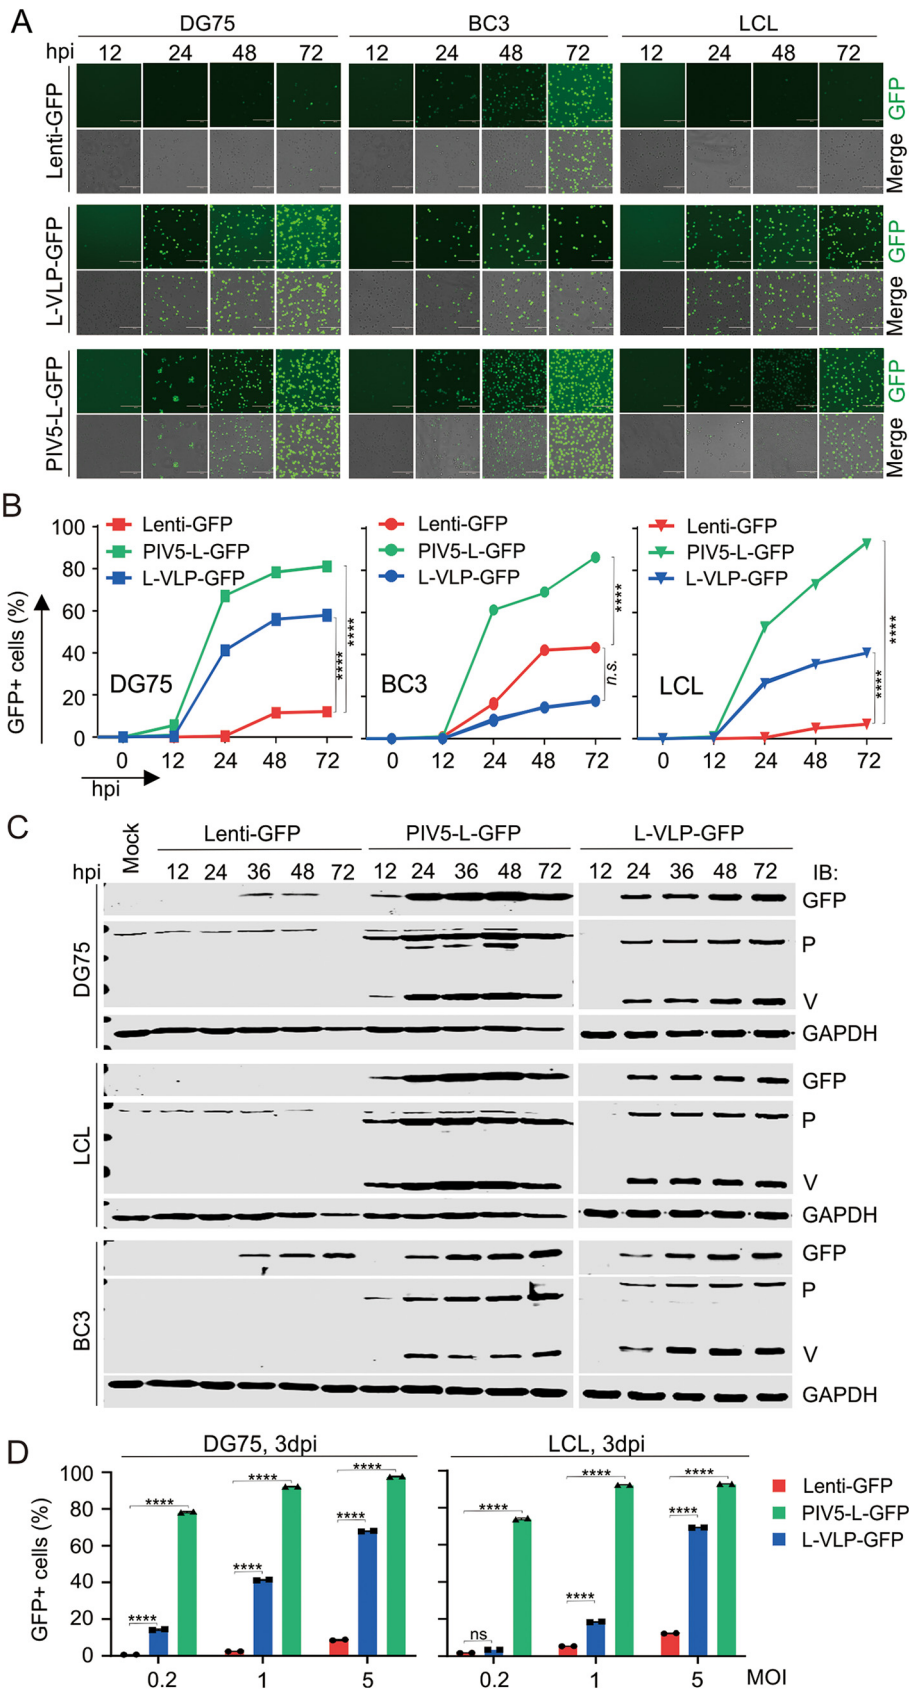 A
DG75 BC3 LCL
hpi 12 24 48 72 12 24 48 72 12 24 48 72
Lenti-GFP
GFP
Merge
L-VLP-GFP
GFP
Merge
PIV5-L-GFP
GFP
Merge
B
GFP+ cells (%)
100
80
60
40
20
0
Lenti-GFP
PIV5-L-GFP
L-VLP-GFP
DG75
****
****
0 12 24 48 72
hpi
Lenti-GFP
PIV5-L-GFP
L-VLP-GFP
BC3
****
n.s.
0 12 24 48 72
Lenti-GFP
PIV5-L-GFP
L-VLP-GFP
LCL
****
****
0 12 24 48 72
C
Mock Lenti-GFP PIV5-L-GFP L-VLP-GFP
hpi 12 24 36 48 72 12 24 36 48 72 12 24 36 48 72 IB:
DG75
GFP
P
V
GAPDH
LCL
GFP
P
V
GAPDH
BC3
GFP
P
V
GAPDH
D
DG75, 3dpi LCL, 3dpi
GFP+ cells (%)
100
80
60
40
20
0
**** ****
**** ****
**** ****
ns ****
**** ****
**** ****
Lenti-GFP
PIV5-L-GFP
L-VLP-GFP
0.2 1 5 0.2 1 5 MOI